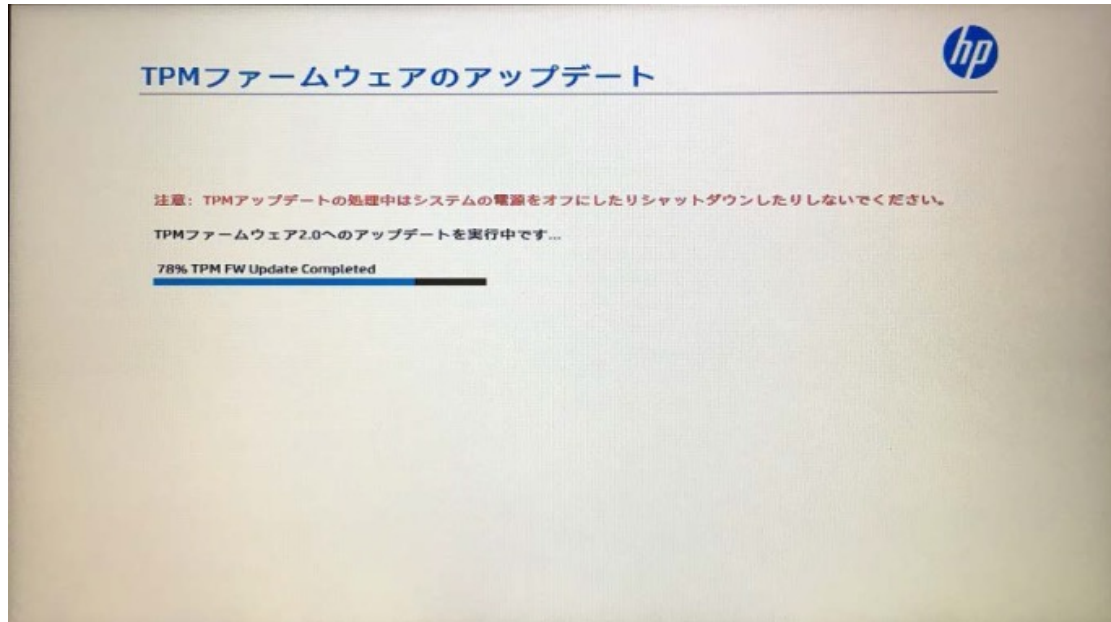 hp
TPMファームウェアのアップデート
注意: TPMアップデートの処理中はシステムの電源をオフにしたりシャットダウンしたりしないでください。
TPMファームウェア2.0へのアップデートを実行中です...
78% TPM FW Update Completed